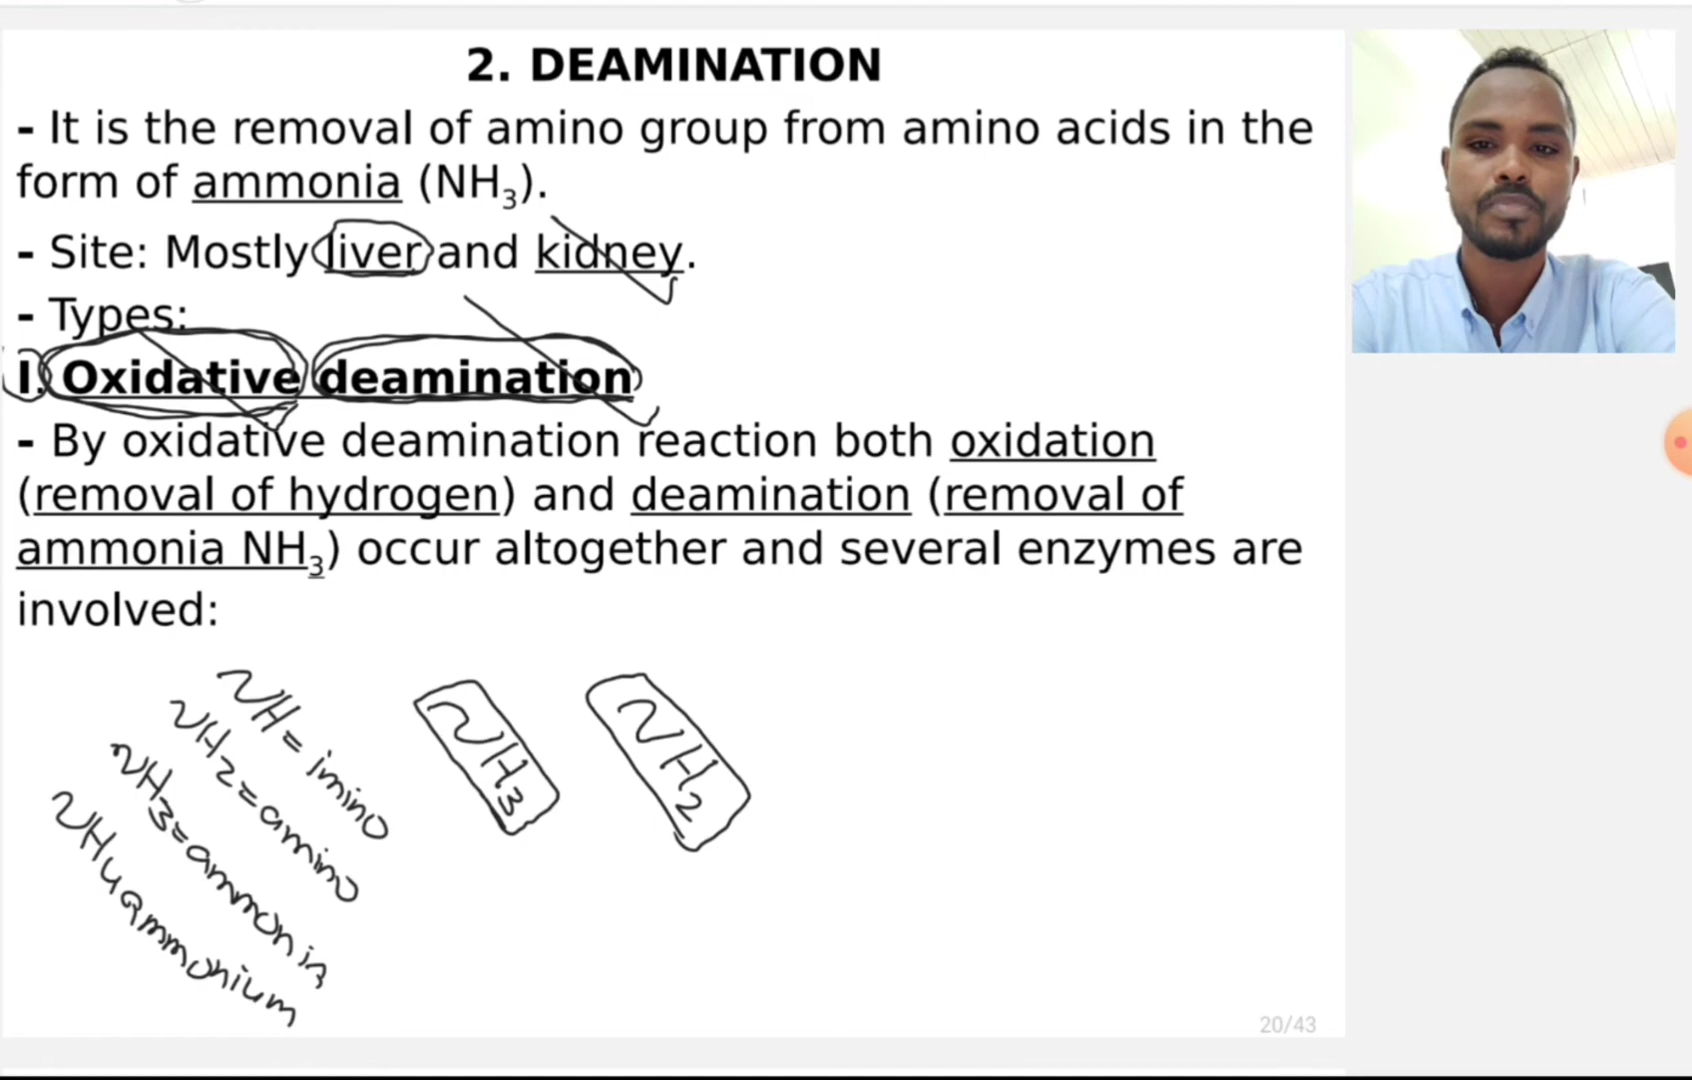 2. DEAMINATION
- It is the removal of amino group from amino acids in the
form of ammonia (NH₃).
- Site: Mostly liver and kidney.
- Types:
I. Oxidative deamination
- By oxidative deamination reaction both oxidation
(removal of hydrogen) and deamination (removal of
ammonia NH₃) occur altogether and several enzymes are
involved:
NH = imino
NH2 = amino
NH3 = ammonia
NH4 ammonium
NH3
NH2
20/43